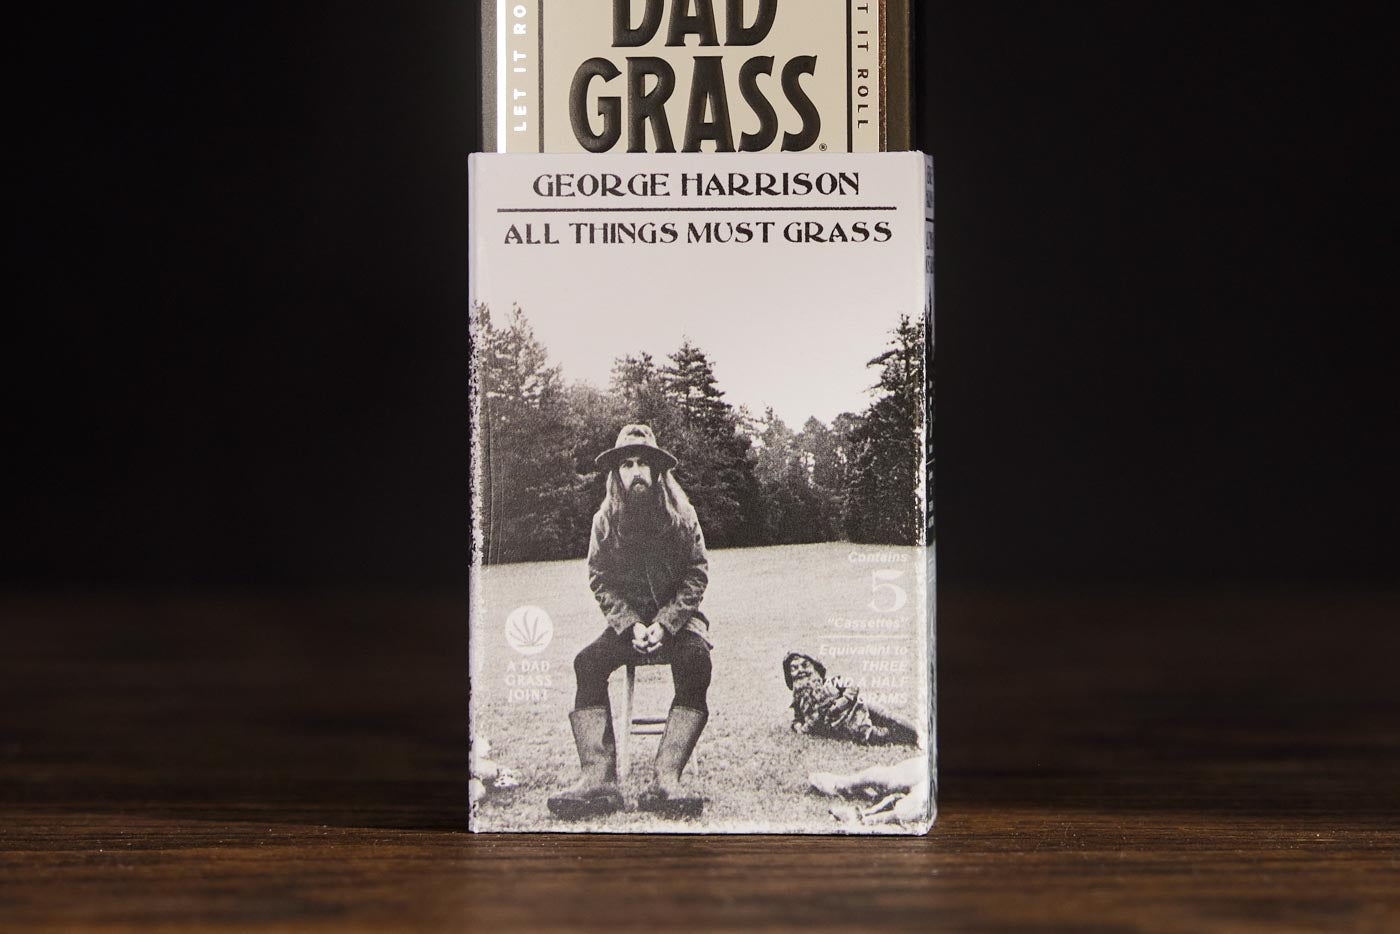 LET IT RO
DAD
GRASS®
T IT ROLL
GEORGE HARRISON
ALL THINGS MUST GRASS
Contains
5
"Cassettes"
Equivalent to
THREE
AND A HALF
GRAMS
A DAD
GRASS
JOINT